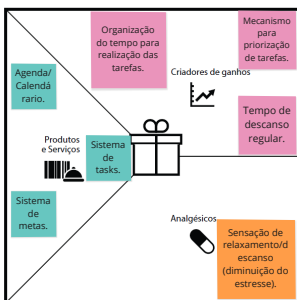 Organização
do tempo para
realização das
tarefas.
Mecanismo
para
priorização
de tarefas.
Criadores de ganhos
Agenda/
Calendá
rio.
Tempo de
descanso
regular.
Produtos
e Serviços
Sistema
de
tasks.
Sistema
de
metas.
Analgésicos
Sensação de
relaxamento/d
escanso
(diminuição do
estresse).